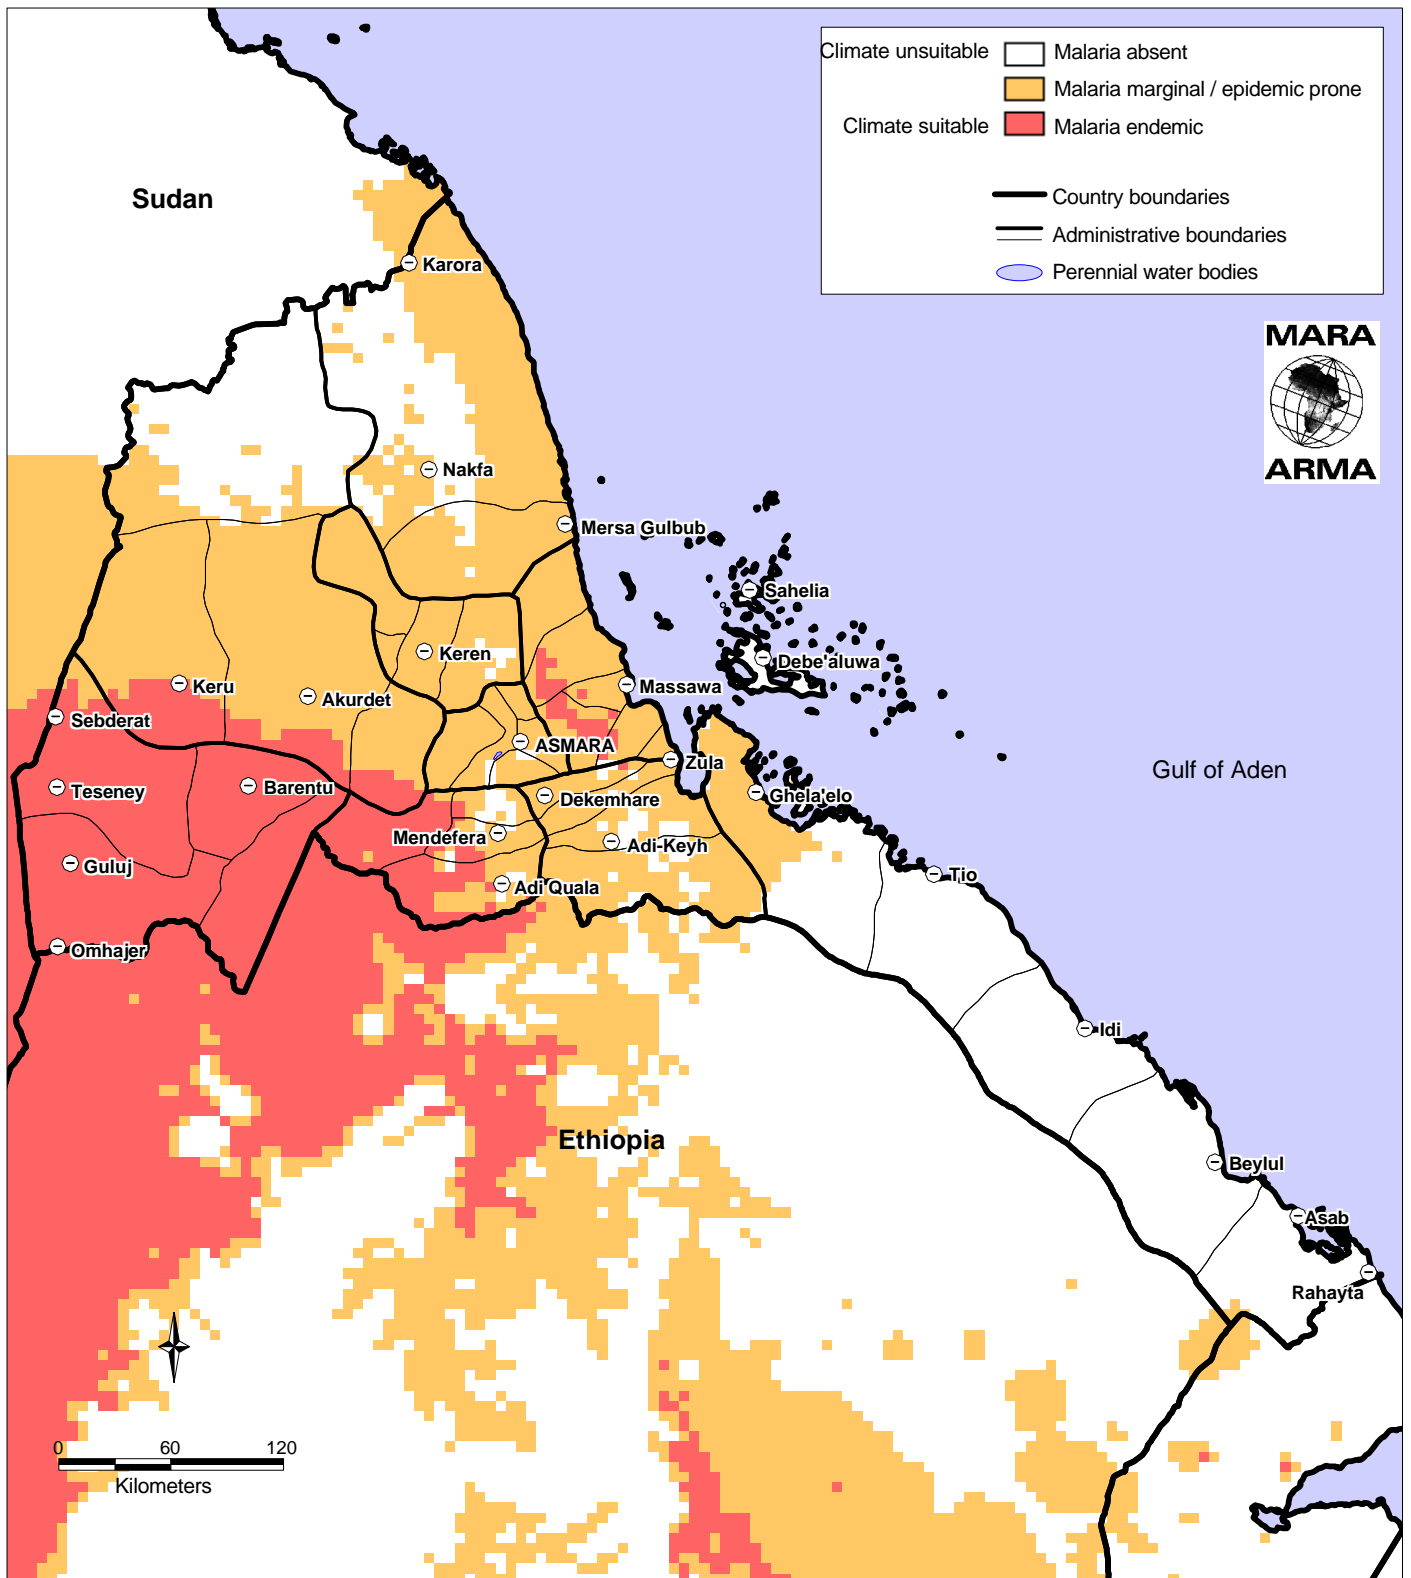 Climate unsuitable Malaria absent
Malaria marginal / epidemic prone
Climate suitable Malaria endemic
Country boundaries
Administrative boundaries
Perennial water bodies
Sudan
Karora
MARA
ARMA
Nakfa
Mersa Gulbub
Sahelia
Keren
Debe'aluwa
Keru
Akurdet
Massawa
Sebderat
ASMARA
Zula
Gulf of Aden
Teseney
Barentu
Dekemhare
Ghela'elo
Mendefera
Adi-Keyh
Guluj
Adi Quala
Tio
Omhajer
Idi
Ethiopia
Beylul
Asab
Rahayta
0 60 120
Kilometers